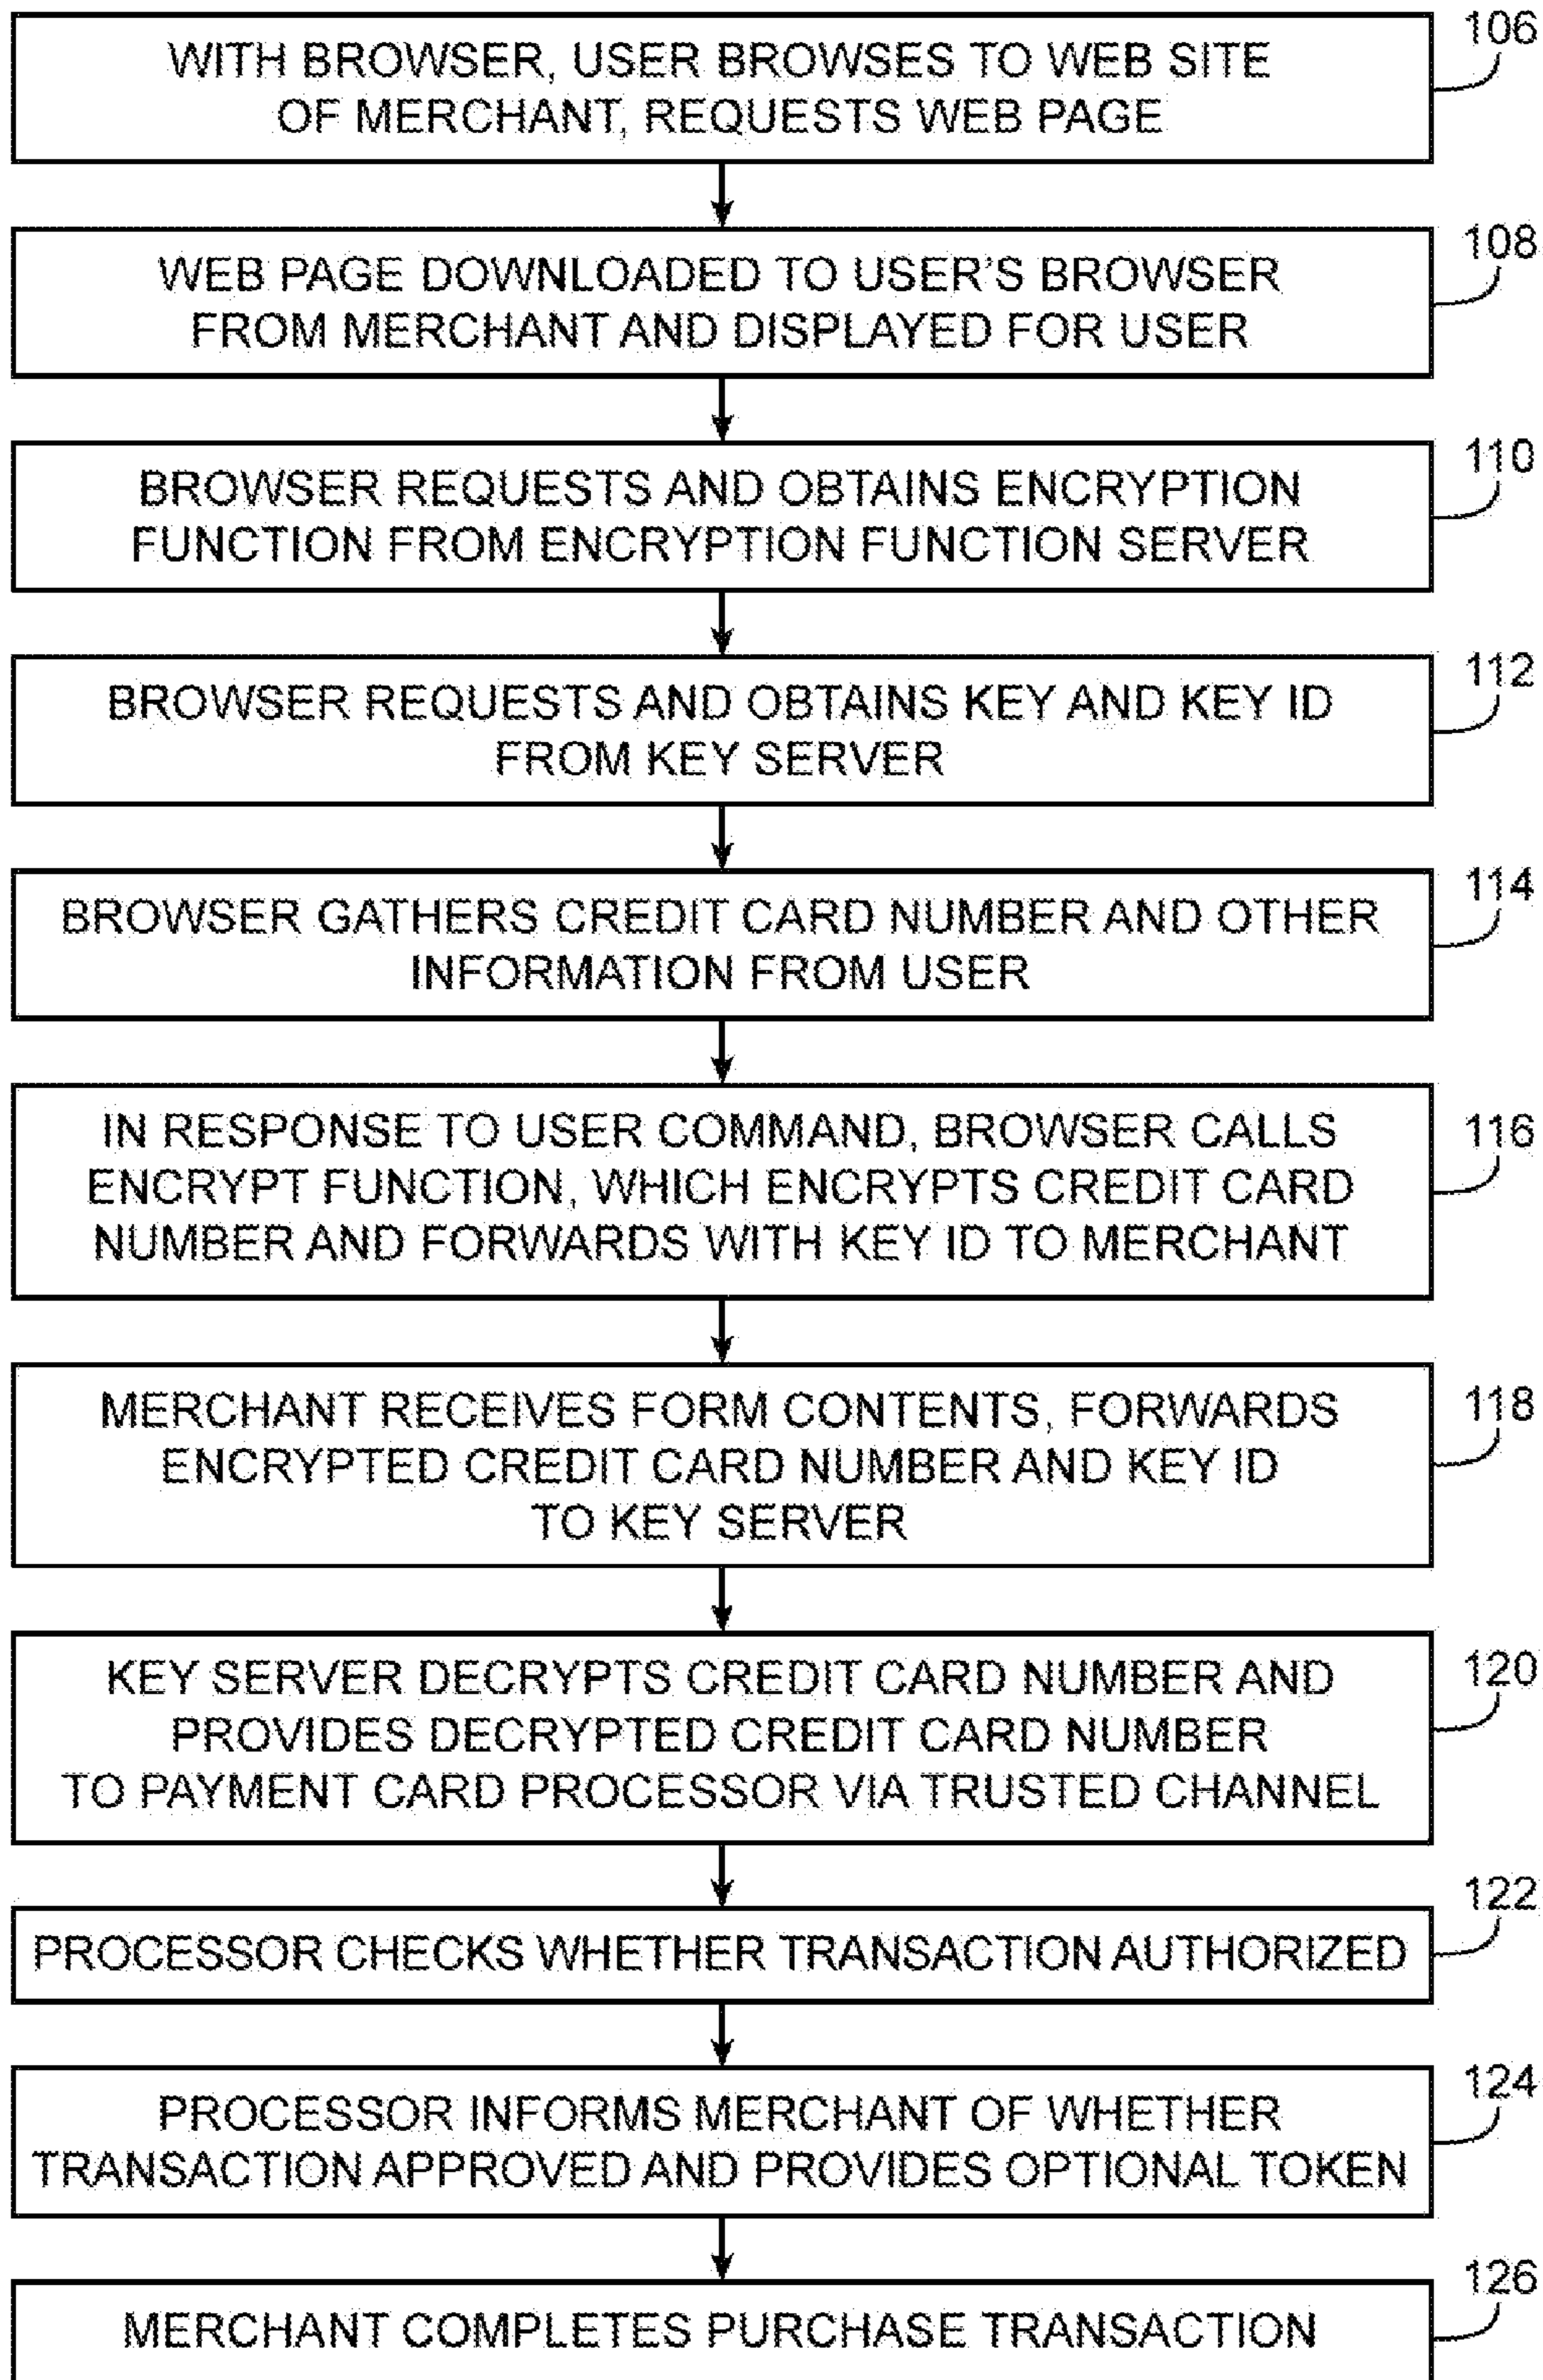 106
WITH BROWSER, USER BROWSES TO WEB SITE
OF MERCHANT, REQUESTS WEB PAGE
108
WEB PAGE DOWNLOADED TO USER'S BROWSER
FROM MERCHANT AND DISPLAYED FOR USER
110
BROWSER REQUESTS AND OBTAINS ENCRYPTION
FUNCTION FROM ENCRYPTION FUNCTION SERVER
112
BROWSER REQUESTS AND OBTAINS KEY AND KEY ID
FROM KEY SERVER
114
BROWSER GATHERS CREDIT CARD NUMBER AND OTHER
INFORMATION FROM USER
116
IN RESPONSE TO USER COMMAND, BROWSER CALLS
ENCRYPT FUNCTION, WHICH ENCRYPTS CREDIT CARD
NUMBER AND FORWARDS WITH KEY ID TO MERCHANT
118
MERCHANT RECEIVES FORM CONTENTS, FORWARDS
ENCRYPTED CREDIT CARD NUMBER AND KEY ID
TO KEY SERVER
120
KEY SERVER DECRYPTS CREDIT CARD NUMBER AND
PROVIDES DECRYPTED CREDIT CARD NUMBER
TO PAYMENT CARD PROCESSOR VIA TRUSTED CHANNEL
122
PROCESSOR CHECKS WHETHER TRANSACTION AUTHORIZED
124
PROCESSOR INFORMS MERCHANT OF WHETHER
TRANSACTION APPROVED AND PROVIDES OPTIONAL TOKEN
126
MERCHANT COMPLETES PURCHASE TRANSACTION